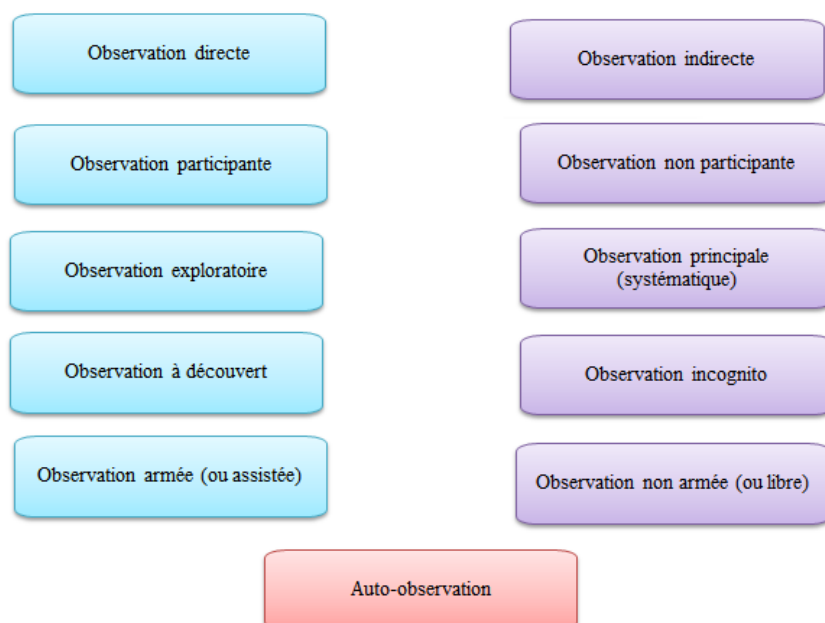 Observation directe
Observation indirecte
Observation participante
Observation non participante
Observation exploratoire
Observation principale
(systématique)
Observation à découvert
Observation incognito
Observation armée (ou assistée)
Observation non armée (ou libre)
Auto-observation